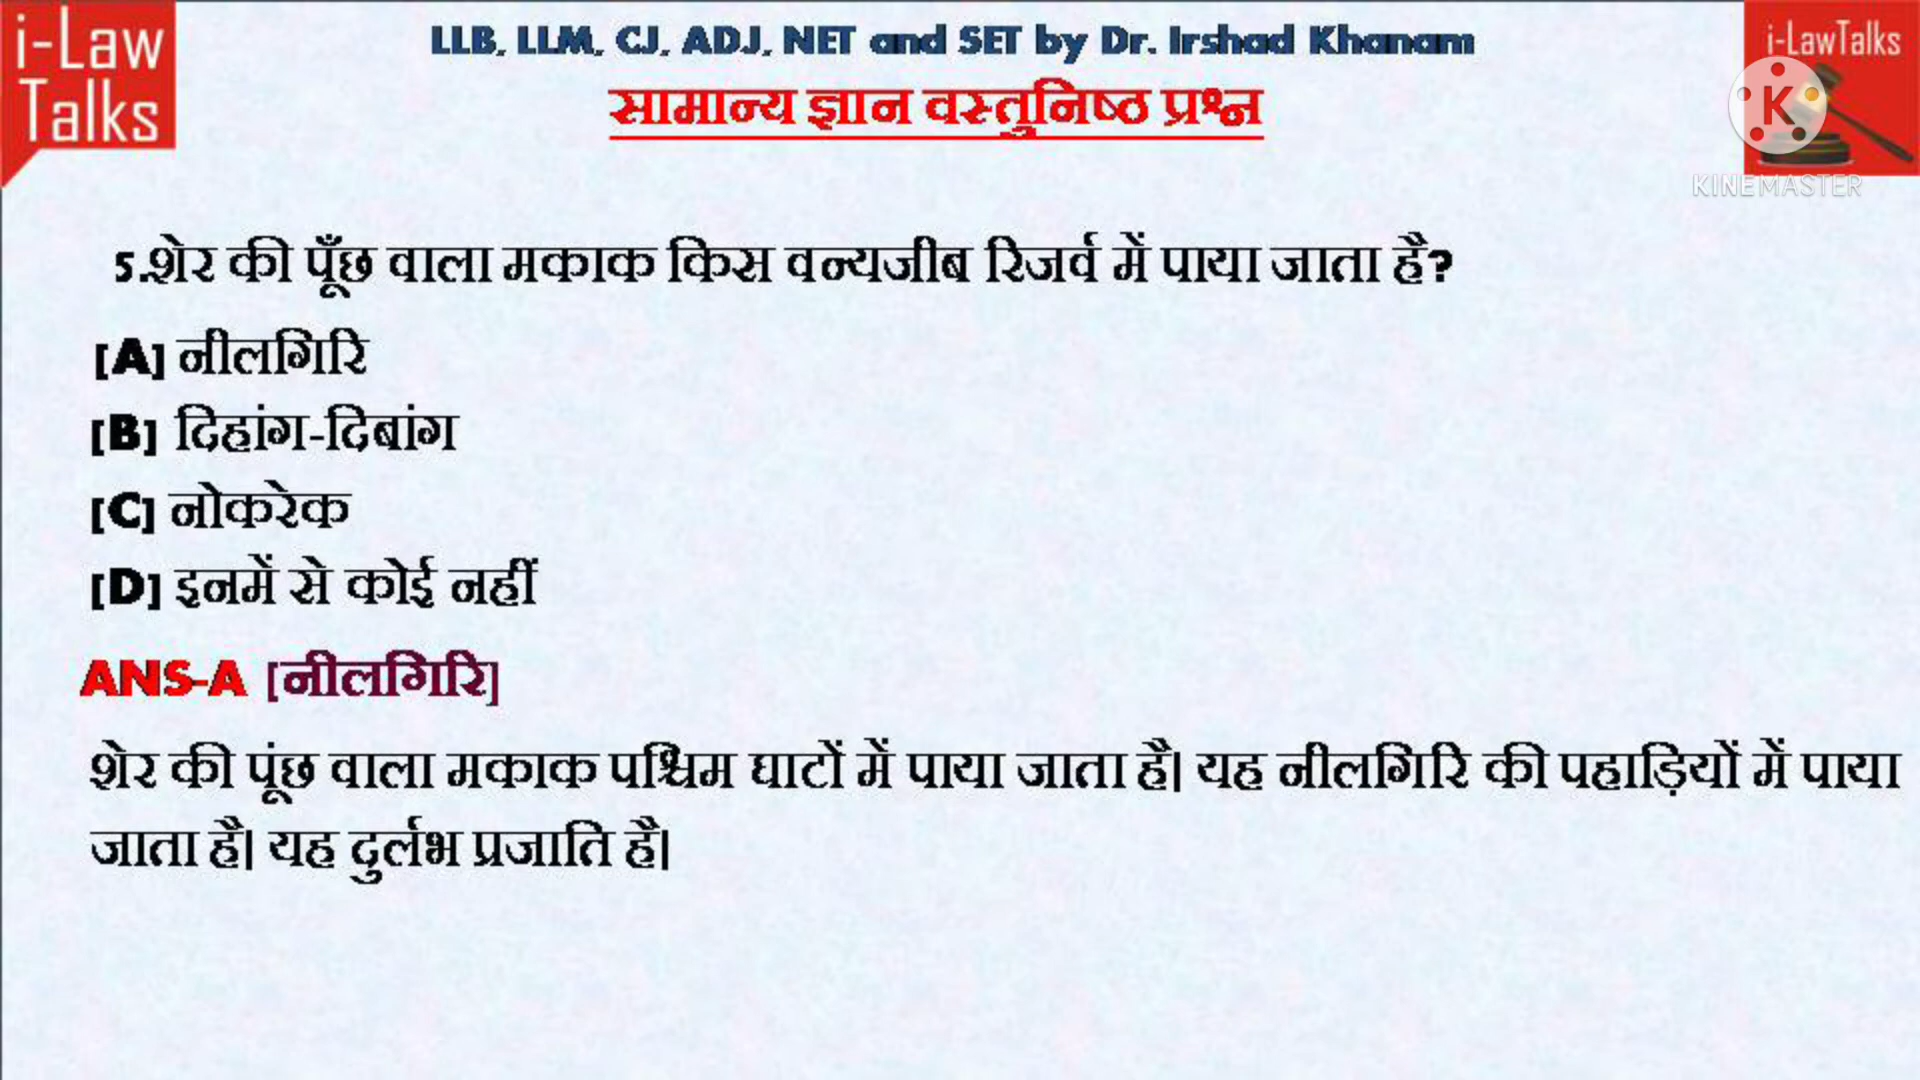 i-Law
Talks
LLB, LLM, CJ, ADJ, NET and SET by Dr. Irshad Khanam
i-LawTalks
सामान्य ज्ञान वस्तुनिष्ठ प्रश्न
K
KINEMASTER
5.शेर की पूँछ वाला मकाक किस वन्यजीब रिजर्व में पाया जाता है?
[A] नीलगिरि
[B] दिहांग-दिबांग
[C] नोकरेक
[D] इनमें से कोई नहीं
ANS-A [नीलगिरि]
शेर की पूंछ वाला मकाक पश्चिम घाटों में पाया जाता है। यह नीलगिरि की पहाड़ियों में पाया
जाता है। यह दुर्लभ प्रजाति है।